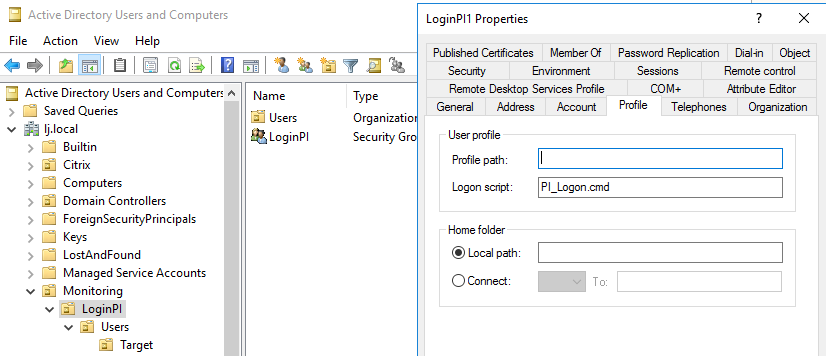 Active Directory Users and Computers
File Action View Help
Active Directory Users and Computers
Saved Queries
lj.local
Builtin
Citrix
Computers
Domain Controllers
ForeignSecurityPrincipals
Keys
LostAndFound
Managed Service Accounts
Monitoring
LoginPI
Users
Target
Name Type
Users Organization
LoginPI Security Gro
LoginPI1 Properties
? ×
Published Certificates Member Of Password Replication Dial-in Object
Security Environment Sessions Remote control
Remote Desktop Services Profile COM+ Attribute Editor
General Address Account Profile Telephones Organization
User profile
Profile path:
Logon script: PI_Logon.cmd
Home folder
Local path:
Connect: To: